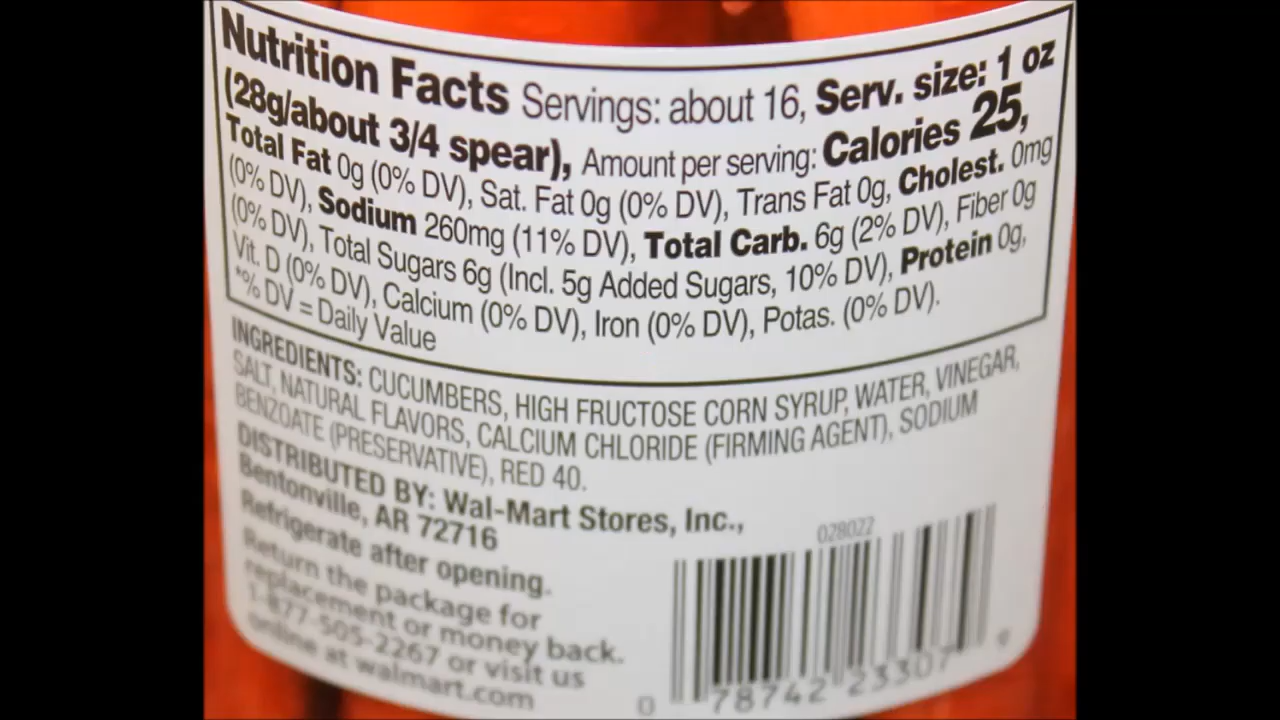 Nutrition Facts Servings: about 16, Serv. size: 1 oz
(28g/about 3/4 spear), Amount per serving: Calories 25,
Total Fat 0g (0% DV), Sat. Fat 0g (0% DV), Trans Fat 0g, Cholest. 0mg
(0% DV), Sodium 260mg (11% DV), Total Carb. 6g (2% DV), Fiber 0g
(0% DV), Total Sugars 6g (Incl. 5g Added Sugars, 10% DV), Protein 0g,
Vit. D (0% DV), Calcium (0% DV), Iron (0% DV), Potas. (0% DV).
*% DV = Daily Value
INGREDIENTS: CUCUMBERS, HIGH FRUCTOSE CORN SYRUP, WATER, VINEGAR,
SALT, NATURAL FLAVORS, CALCIUM CHLORIDE (FIRMING AGENT), SODIUM
BENZOATE (PRESERVATIVE), RED 40.
DISTRIBUTED BY: Wal-Mart Stores, Inc.,
Bentonville, AR 72716
Refrigerate after opening.
Return the package for
replacement or money back.
1-877-505-2267 or visit us
online at walmart.com
028022
0 78742 23307